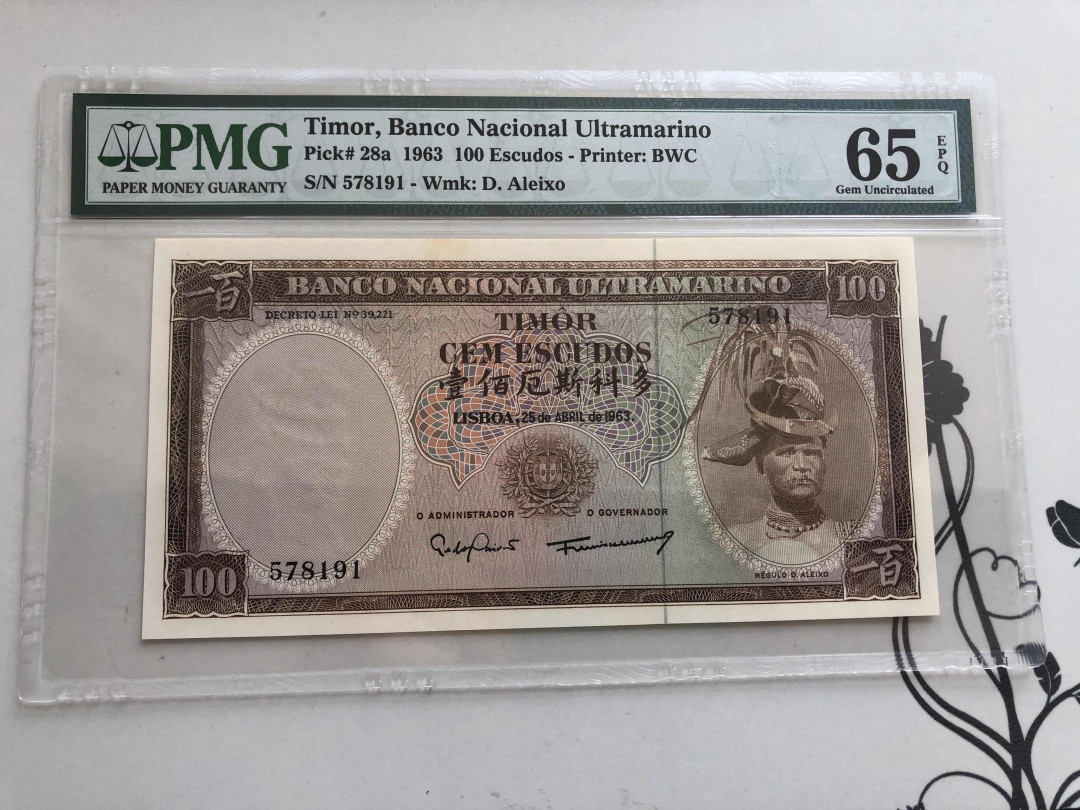 PMG
PAPER MONEY GUARANTY
Timor, Banco Nacional Ultramarino
Pick# 28a 1963 100 Escudos - Printer: BWC
S/N 578191 - Wmk: D. Aleixo
65 EPQ
Gem Uncirculated
一百
BANCO NACIONAL ULTRAMARINO
100
DECRETO-LEI Nº 39,221
TIMOR
578191
CEM ESCUDOS
壹佰厄斯科多
LISBOA, 25 de ABRIL de 1963.
O ADMINISTRADOR
O GOVERNADOR
578191
100
RÉGULO D. ALEIXO
一百